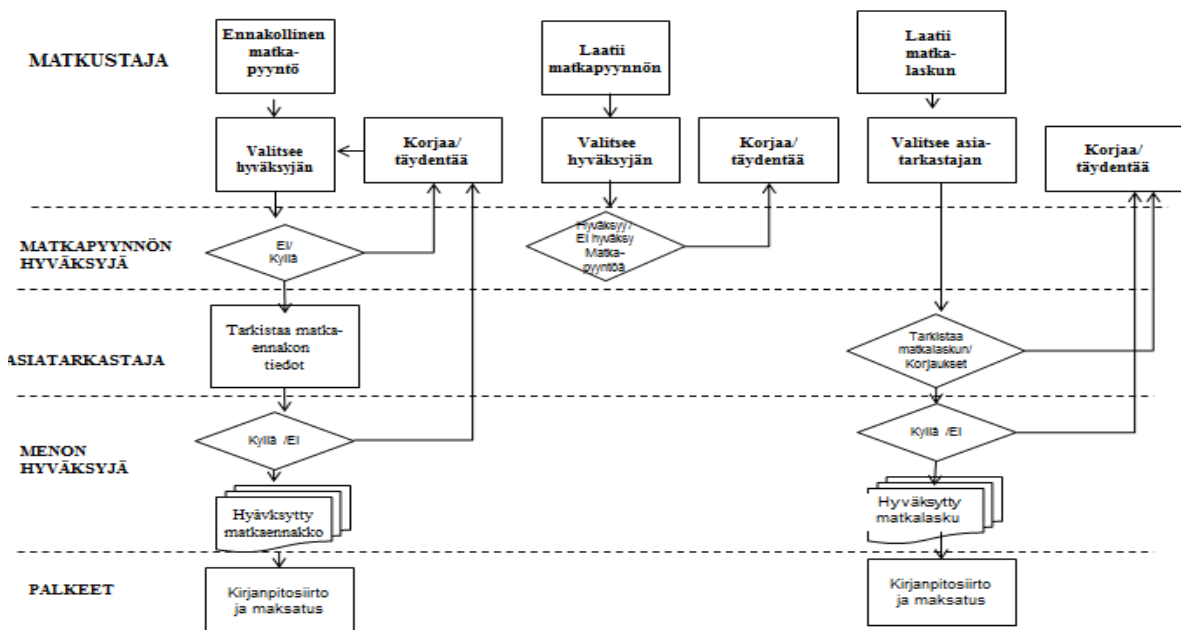 MATKUSTAJA
Ennakollinen
matka-
pyyntö
Laatii
matkapyynnön
Laatii
matka-
laskun
Valitsee
hyväksyjän
Korjaa/
täydentää
Valitsee
hyväksyjän
Korjaa/
täydentää
Valitsee asia-
tarkastajan
Korjaa/
täydentää
MATKAPYYNNÖN
HYVÄKSYJÄ
EI/
Kyllä
Hyväksyy/
EI hyväksy
Matka-
pyyntöä
ASIATARKASTAJA
Tarkistaa matka-
ennakon
tiedot
Tarkistaa
matkalaskun/
Korjaukset
MENON
HYVÄKSYJÄ
Kyllä /EI
Kyllä /EI
Hyävksytty
matkaennakko
Hyväksytty
matkalasku
PALKEET
Kirjanpitosiirto
ja maksatus
Kirjanpitosiirto
ja maksatus